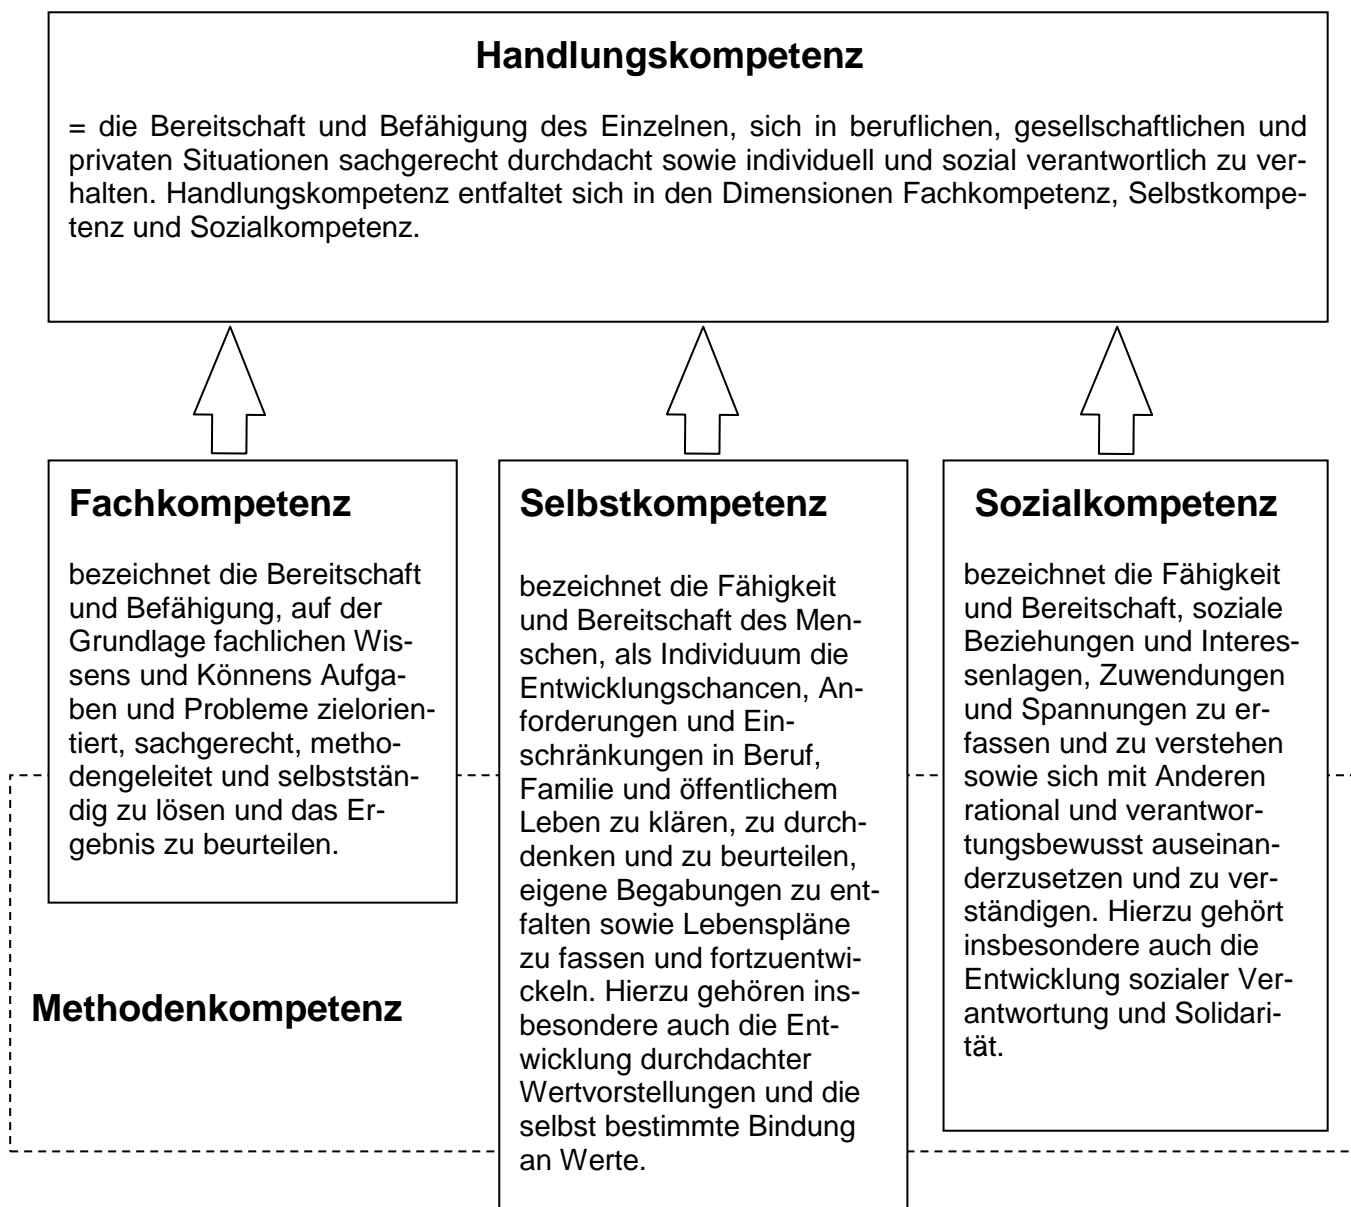 Handlungskompetenz
= die Bereitschaft und Befähigung des Einzelnen, sich in beruflichen, gesellschaftlichen und
privaten Situationen sachgerecht durchdacht sowie individuell und sozial verantwortlich zu ver-
halten. Handlungskompetenz entfaltet sich in den Dimensionen Fachkompetenz, Selbstkompe-
tenz und Sozialkompetenz.
Fachkompetenz
bezeichnet die Bereitschaft
und Befähigung, auf der
Grundlage fachlichen Wis-
sens und Könnens Aufga-
ben und Probleme zielorien-
tiert, sachgerecht, metho-
dengeleitet und selbststän-
dig zu lösen und das Er-
gebnis zu beurteilen.
Selbstkompetenz
bezeichnet die Fähigkeit
und Bereitschaft des Men-
schen, als Individuum die
Entwicklungschancen, An-
forderungen und Ein-
schränkungen in Beruf,
Familie und öffentlichem
Leben zu klären, zu durch-
denken und zu beurteilen,
eigene Begabungen zu ent-
falten sowie Lebenspläne
zu fassen und fortzuentwi-
ckeln. Hierzu gehören ins-
besondere auch die Ent-
wicklung durchdachter
Wertvorstellungen und die
selbst bestimmte Bindung
an Werte.
Sozialkompetenz
bezeichnet die Fähigkeit
und Bereitschaft, soziale
Beziehungen und Interes-
senlagen, Zuwendungen
und Spannungen zu er-
fassen und zu verstehen
sowie sich mit Anderen
rational und verantwor-
tungsbewusst auseinan-
derzusetzen und zu ver-
ständigen. Hierzu gehört
insbesondere auch die
Entwicklung sozialer Ver-
antwortung und Solidari-
tät.
Methodenkompetenz